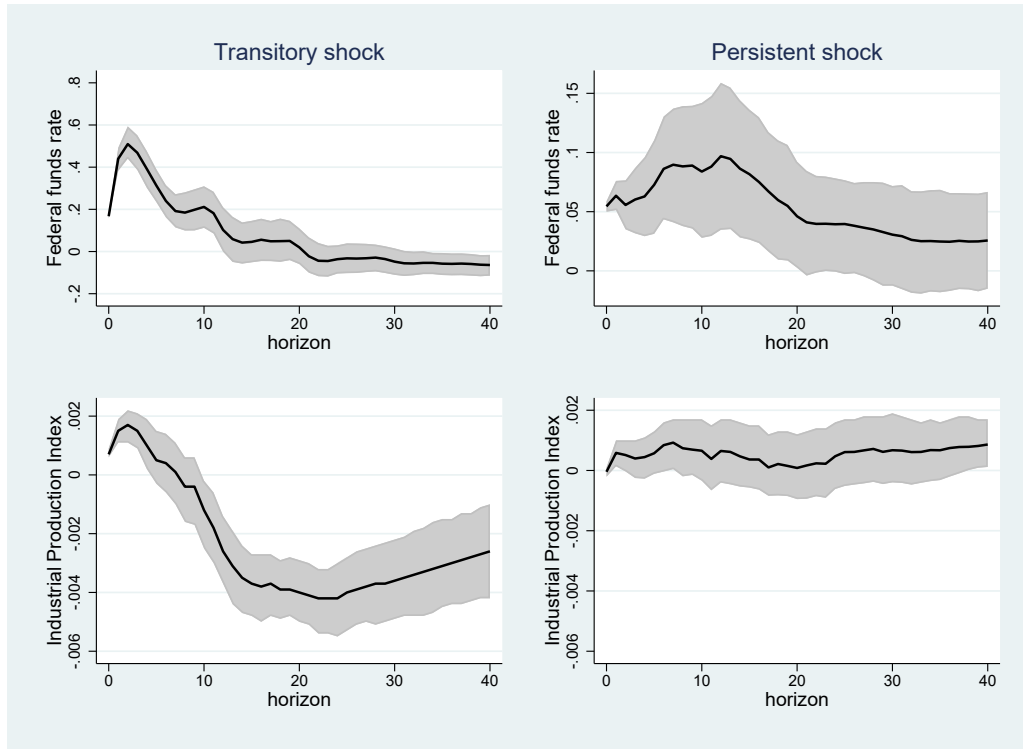 Transitory shock
Federal funds rate
.8
.6
.4
.2
0
-.2
0 10 20 30 40
horizon
Persistent shock
Federal funds rate
.15
.1
.05
0
0 10 20 30 40
horizon
Industrial Production Index
.002
0
-.002
-.004
-.006
0 10 20 30 40
horizon
Industrial Production Index
.002
0
-.002
-.004
-.006
0 10 20 30 40
horizon